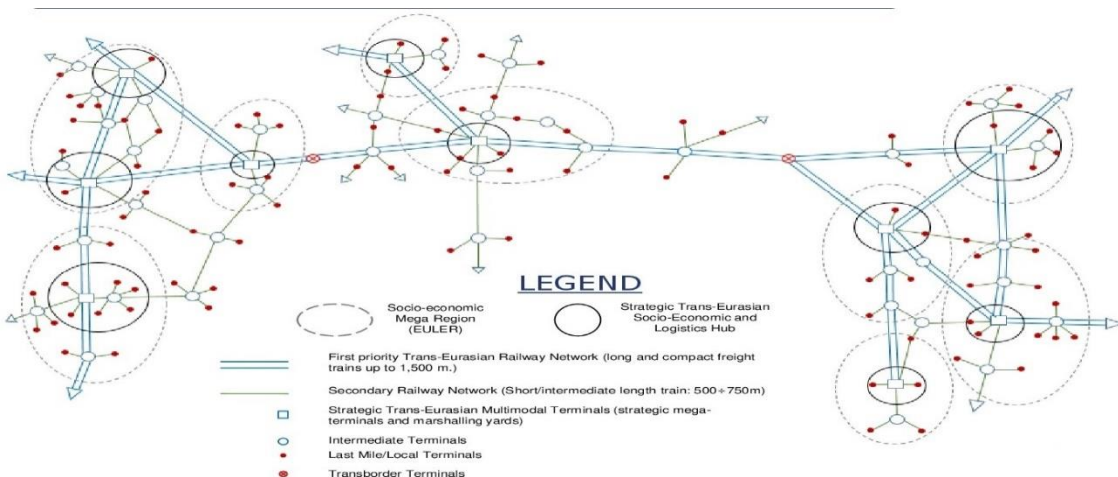 LEGEND
Socio-economic
Mega Region
(EULER)
Strategic Trans-Eurasian
Socio-Economic and
Logistics Hub
First priority Trans-Eurasian Railway Network (long and compact freight
trains up to 1,500 m.)
Secondary Railway Network (Short/intermediate length train: 500÷750m)
Strategic Trans-Eurasian Multimodal Terminals (strategic mega-
terminals and marshalling yards)
Intermediate Terminals
Last Mile/Local Terminals
Transborder Terminals